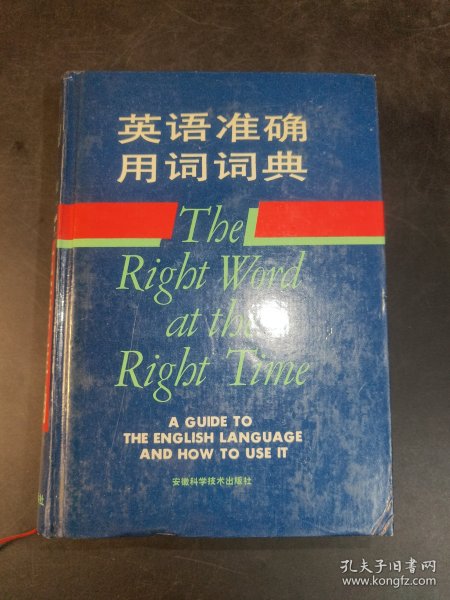 英语准确
用词词典
The
Right Word
at the
Right Time
A GUIDE TO
THE ENGLISH LANGUAGE
AND HOW TO USE IT
安徽科学技术出版社
孔夫子旧书网
www.kongfz.com